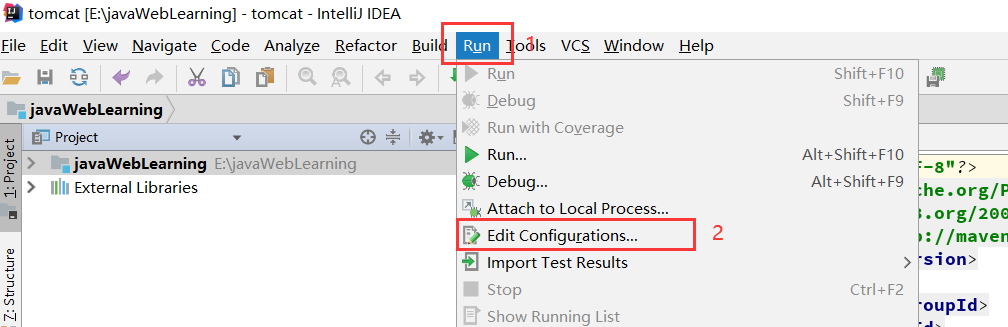 tomcat [E:\javaWebLearning] - tomcat - IntelliJ IDEA
File Edit View Navigate Code Analyze Refactor Build Run Tools VCS Window Help
1
Run Shift+F10
Debug Shift+F9
Run with Coverage
Run... Alt+Shift+F10
Debug... Alt+Shift+F9
Attach to Local Process...
Edit Configurations...
2
Import Test Results
Stop Ctrl+F2
Show Running List
javaWebLearning
Project
javaWebLearning E:\javaWebLearning
External Libraries
1: Project
Z: Structure
f-8"?>
che.org/P
3.org/200
p://maven
rsion>
roupId>